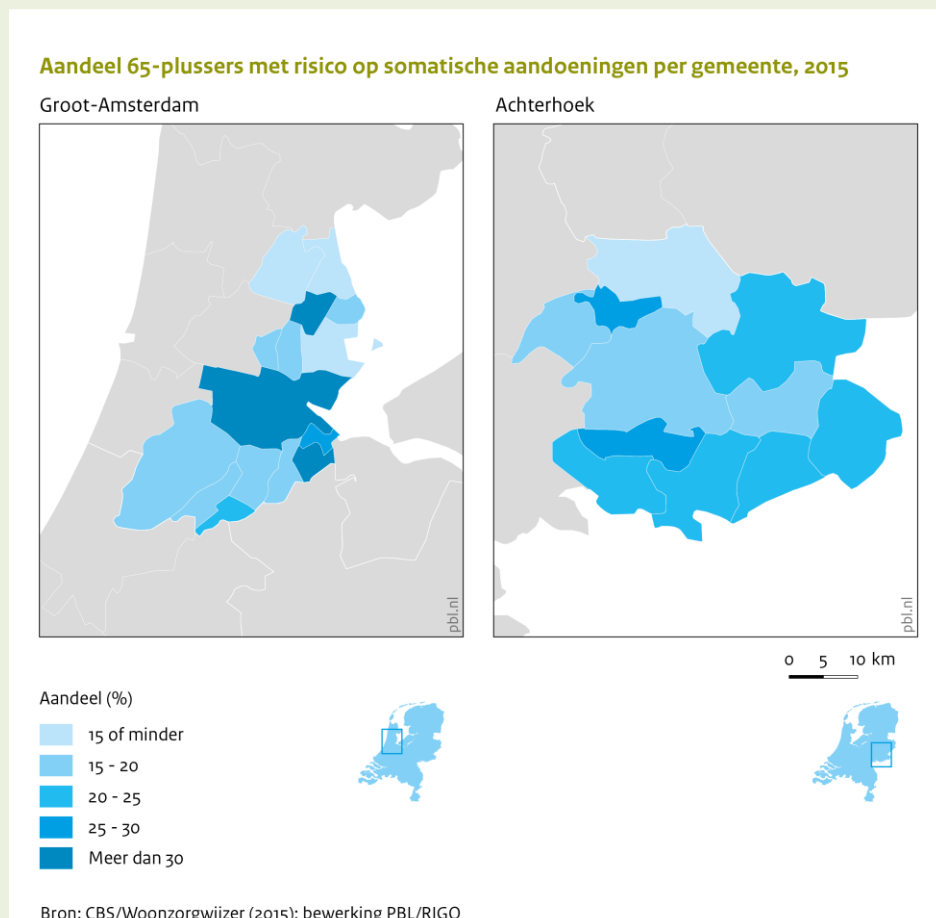 Aandeel 65-plussers met risico op somatische aandoeningen per gemeente, 2015
Groot-Amsterdam
Achterhoek
pbl.nl
pbl.nl
0 5 10 km
Aandeel (%)
15 of minder
15 - 20
20 - 25
25 - 30
Meer dan 30
Bron: CBS/Woonzorgwijzer (2015); bewerking PBL/RIGO